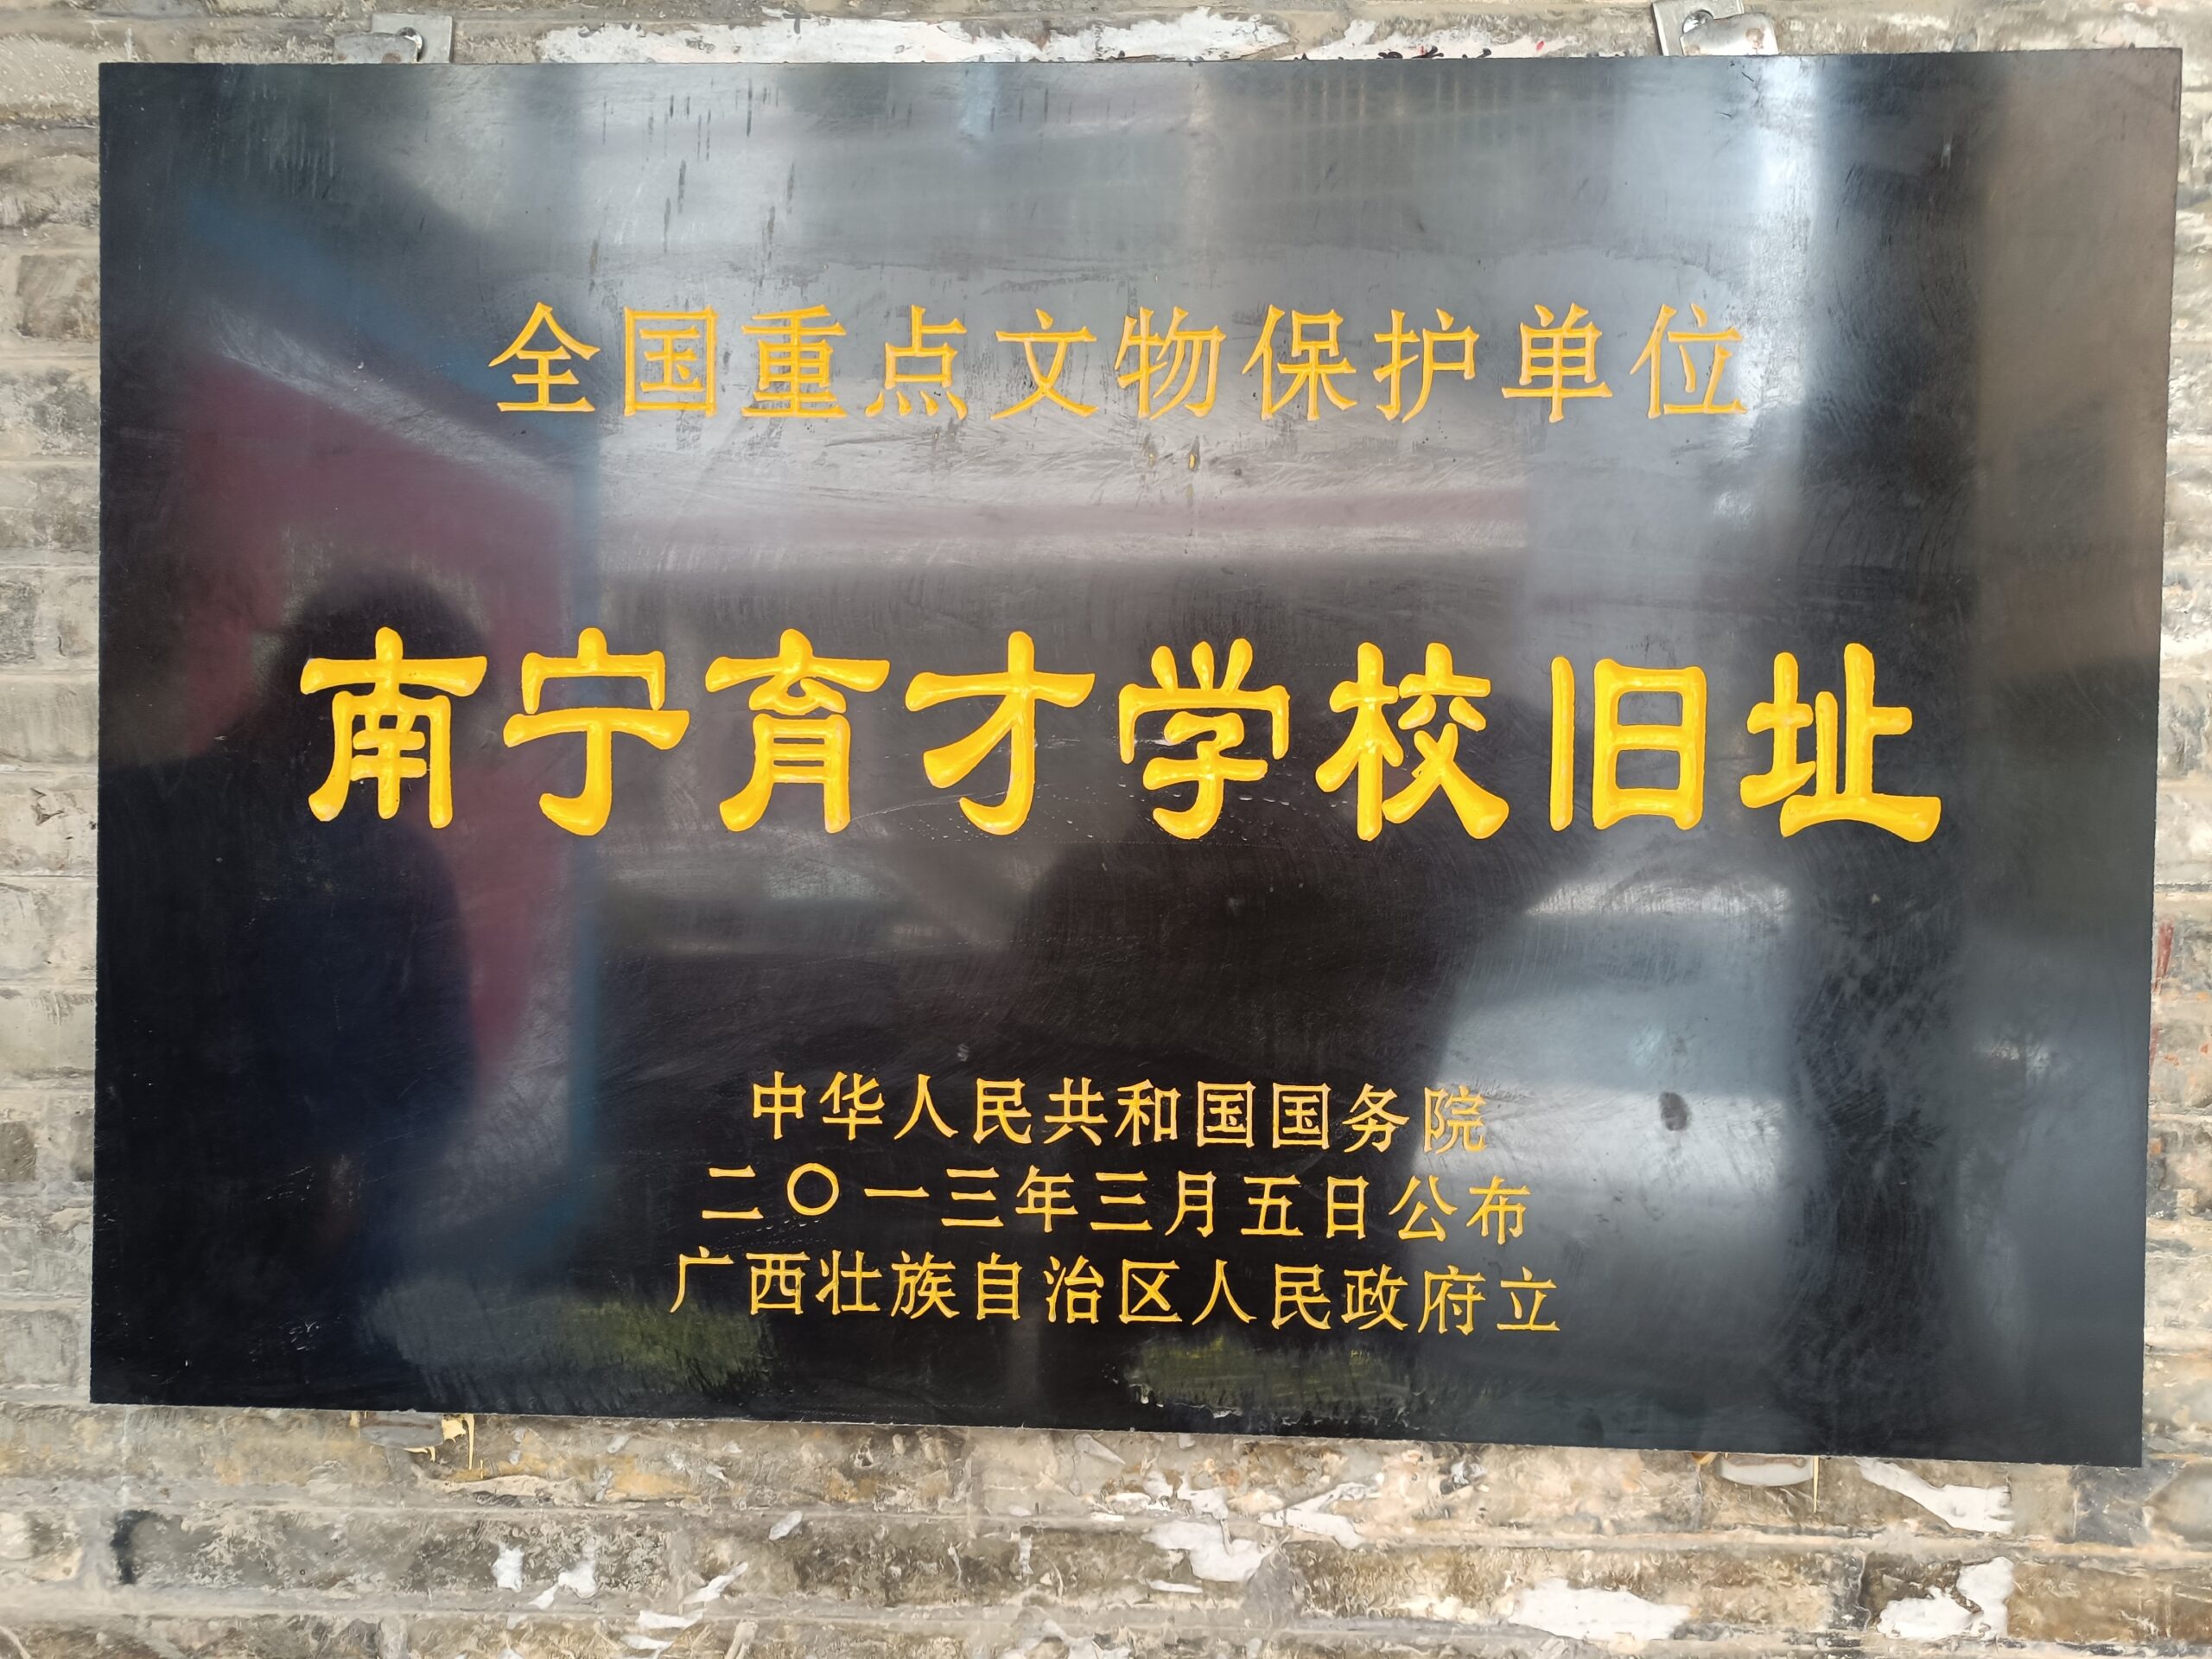 全国重点文物保护单位
南宁育才学校旧址
中华人民共和国国务院
二〇一三年三月五日公布
广西壮族自治区人民政府立